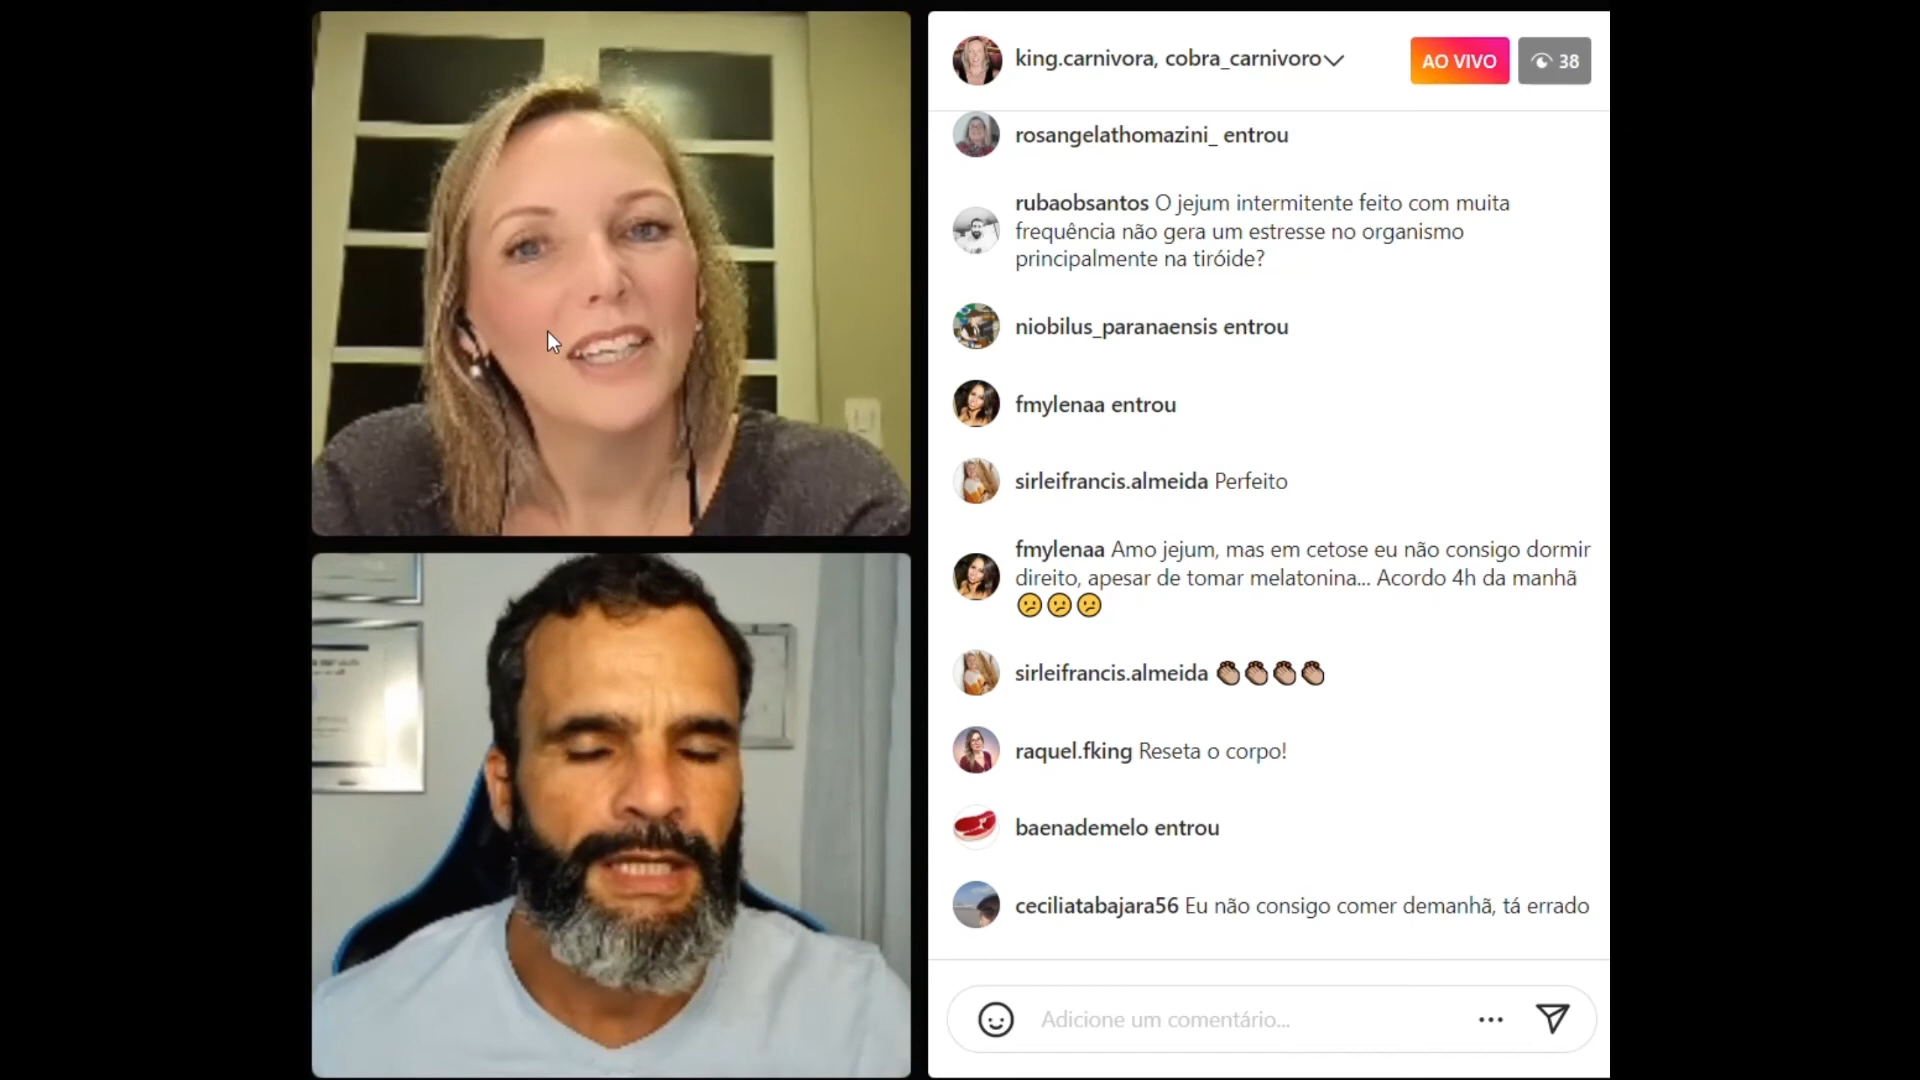 king.carnivora, cobra_carnivoro
AO VIVO
38
rosangelathomazini_ entrou
rubaobsantos O jejum intermitente feito com muita
frequência não gera um estresse no organismo
principalmente na tiróide?
niobilus_paranaensis entrou
fmylenaa entrou
sirleifrancis.almeida Perfeito
fmylenaa Amo jejum, mas em cetose eu não consigo dormir
direito, apesar de tomar melatonina... Acordo 4h da manhã
😕😕😕
sirleifrancis.almeida 👏🏼👏🏼👏🏼👏🏼
raquel.fking Reseta o corpo!
baenademelo entrou
ceciliatabajara56 Eu não consigo comer demanhã, tá errado
Adicione um comentário...